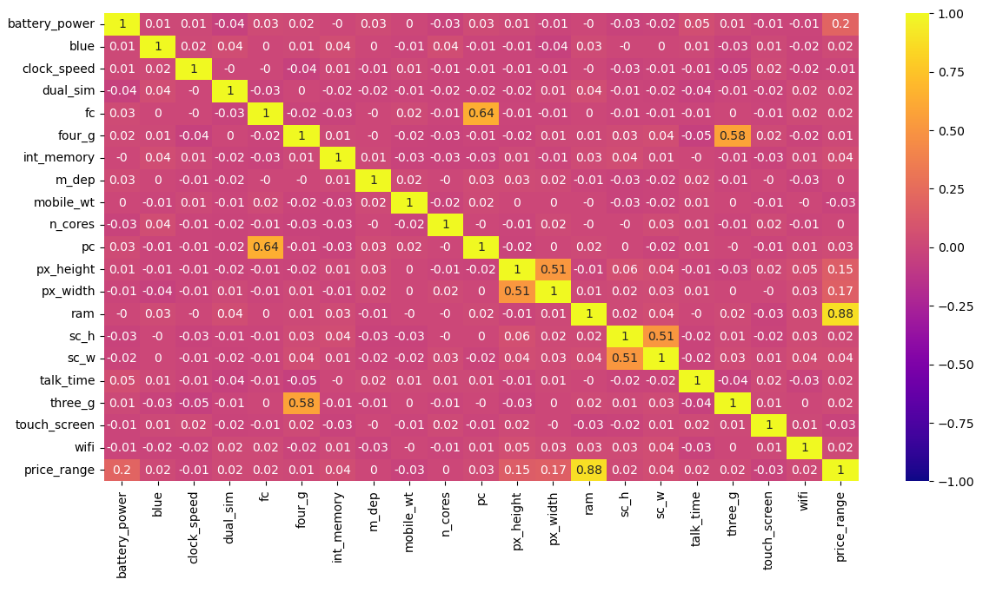 battery_power 1 0.01 0.01 -0.04 0.03 0.02 -0 0.03 0 -0.03 0.03 0.01 -0.01 -0 -0.03 -0.02 0.05 0.01 -0.01 -0.01 0.2
blue 0.01 1 0.02 0.04 0 0.01 0.04 0 -0.01 0.04 -0.01 -0.01 -0.04 0.03 -0 0 0.01 -0.03 0.01 -0.02 0.02
clock_speed 0.01 0.02 1 -0 -0 -0.04 0.01 -0.01 0.01 -0.01 -0.01 -0.01 -0.01 0 -0.03 -0.01 -0.01 -0.05 0.02 -0.02 -0.01
dual_sim -0.04 0.04 -0 1 -0.03 0 -0.02 -0.02 -0.01 -0.02 -0.02 -0.02 0.01 0.04 -0.01 -0.02 -0.04 -0.01 -0.02 0.02 0.02
fc 0.03 0 -0 -0.03 1 -0.02 -0.03 -0 0.02 -0.01 0.64 -0.01 -0.01 0.02 -0.01 -0.01 -0.01 0 -0.01 0.02 0.02
four_g 0.02 0.01 -0.04 0 -0.02 1 0.01 -0 -0.02 -0.03 -0.01 -0.02 0.01 0.01 0.03 0.04 -0.05 0.58 0.02 -0.02 0.01
int_memory -0 0.04 0.01 -0.02 -0.03 0.01 1 0.01 -0.03 -0.03 -0.03 0.01 -0.01 0.03 0.04 0.01 -0 -0.01 -0.03 0.01 0.04
m_dep 0.03 0 -0.01 -0.02 -0 -0 0.01 1 0.02 -0 0.03 0.03 0.02 -0.01 -0.03 -0.02 0.02 -0.01 -0 -0.03 0
mobile_wt 0 -0.01 0.01 -0.01 0.02 -0.02 -0.03 0.02 1 -0.02 0.02 0 0 -0 -0.03 -0.02 0.01 0 -0.01 -0 -0.03
n_cores -0.03 0.04 -0.01 -0.02 -0.01 -0.03 -0.03 -0 -0.02 1 -0 -0.01 0.02 0 -0 0.03 0.01 -0.01 0.02 -0.01 0
pc 0.03 -0.01 -0.01 -0.02 0.64 -0.01 -0.03 0.03 0.02 -0 1 -0.02 0 0.03 0 -0.02 0.01 -0 -0.01 0.01 0.03
px_height 0.01 -0.01 -0.01 -0.02 -0.01 -0.02 0.01 0.03 0 -0.01 -0.02 1 0.51 -0.02 0.06 0.04 -0.01 -0.03 0.02 0.05 0.15
px_width -0.01 -0.04 -0.01 0.01 -0.01 0.01 -0.01 0.02 0 0.02 0 0.51 1 0 0.02 0.03 0.01 0 -0 0.03 0.17
ram -0 0.03 0 0.04 0.02 0.01 0.03 -0.01 -0 0 0.03 -0.02 0 1 0.02 0.04 0.01 0.02 -0.03 0.02 0.92
sc_h -0.03 -0 -0.03 -0.01 -0.01 0.03 0.04 -0.03 -0.03 -0 0 0.06 0.02 0.02 1 0.51 -0.02 0.01 -0.02 0.03 0.02
sc_w -0.02 0 -0.01 -0.02 -0.01 0.04 0.01 -0.02 -0.02 0.03 -0.02 0.04 0.03 0.04 0.51 1 -0.02 0.03 0.01 0.04 0.04
talk_time 0.05 0.01 -0.01 -0.04 -0.01 -0.05 -0 0.02 0.01 0.01 0.01 -0.01 0.01 0.01 -0.02 -0.02 1 -0.04 0.02 -0.03 0.02
three_g 0.01 -0.03 -0.05 -0.01 0 0.58 -0.01 -0.01 0 -0.01 -0 -0.03 0 0.02 0.01 0.03 -0.04 1 0.01 0 0.02
touch_screen -0.01 0.01 0.02 -0.02 -0.01 0.02 -0.03 -0 -0.01 0.02 -0.01 0.02 -0 -0.03 -0.02 0.01 0.02 0.01 1 0.01 -0.03
wifi -0.01 -0.02 -0.02 0.02 0.02 -0.02 0.01 -0.03 -0 -0.01 0.01 0.05 0.03 0.02 0.03 0.04 -0.03 0 0.01 1 0.02
price_range 0.2 0.02 -0.01 0.02 0.02 0.01 0.04 0 -0.03 0 0.03 0.15 0.17 0.88 0.02 0.04 0.02 0.02 -0.03 0.02 1
battery_power blue clock_speed dual_sim fc four_g int_memory m_dep mobile_wt n_cores pc px_height px_width ram sc_h sc_w talk_time three_g touch_screen wifi price_range
1.00
0.75
0.50
0.25
0.00
−0.25
−0.50
−0.75
−1.00